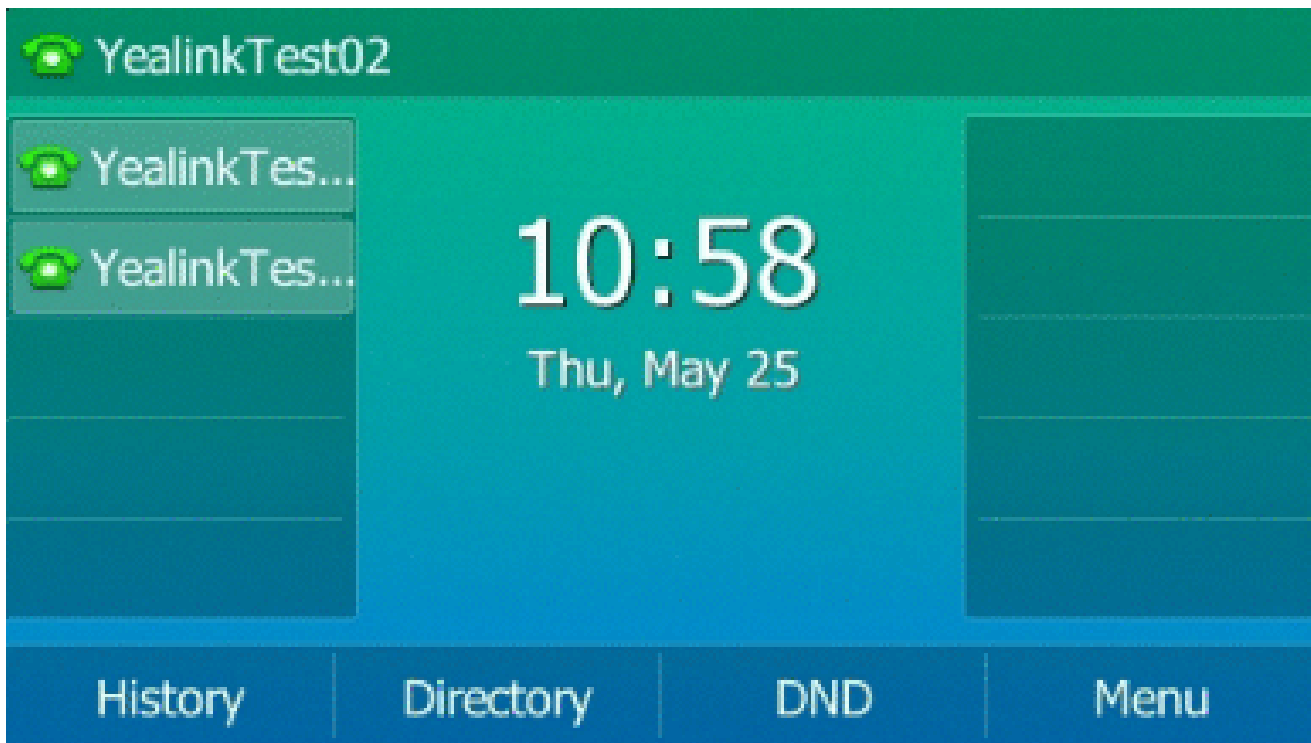 YealinkTest02
YealinkTes...
YealinkTes...
10:58
Thu, May 25
History
Directory
DND
Menu